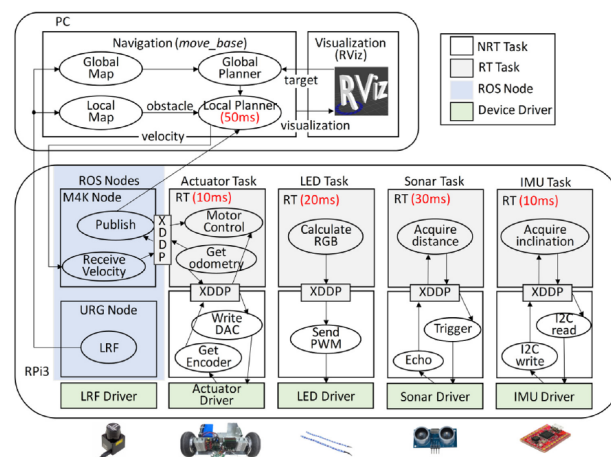 PC
Navigation (move_base)
Visualization
(RViz)
Global
Map
Global
Planner
target
RViz
Local
Map
obstacle
Local Planner
(50ms)
velocity
visualization
NRT Task
RT Task
ROS Node
Device Driver
ROS Nodes
M4K Node
Publish
Receive
Velocity
XDDP
URG Node
LRF
RPi3
LRF Driver
Actuator Task
RT (10ms)
Motor
Control
Get
odometry
XDDP
Write
DAC
Get
Encoder
Actuator
Driver
LED Task
RT (20ms)
Calculate
RGB
XDDP
Send
PWM
LED Driver
Sonar Task
RT (30ms)
Acquire
distance
XDDP
Trigger
Echo
Sonar Driver
IMU Task
RT (10ms)
Acquire
inclination
XDDP
I2C
read
I2C
write
IMU Driver